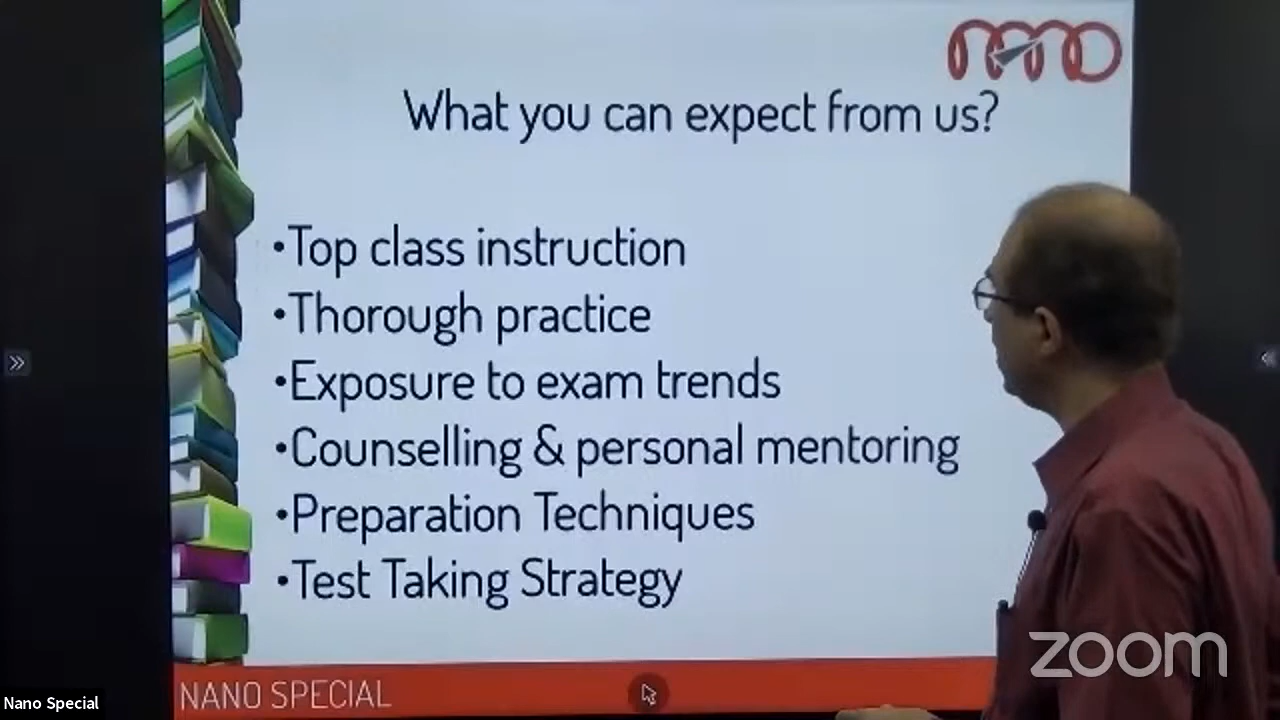 nano
What you can expect from us?
•Top class instruction
•Thorough practice
•Exposure to exam trends
•Counselling & personal mentoring
•Preparation Techniques
•Test Taking Strategy
NANO SPECIAL
zoom
Nano Special